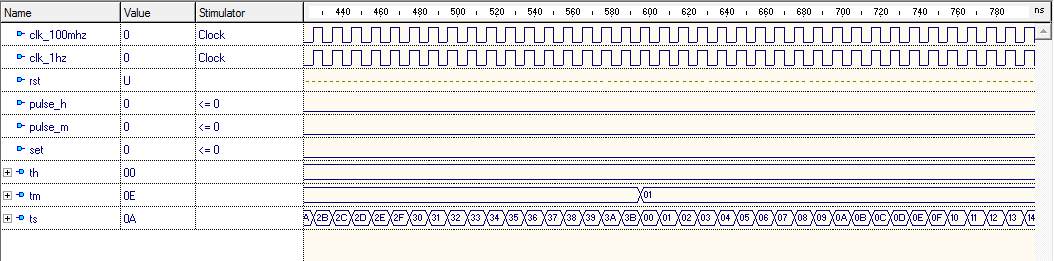 Name Value Stimulator 440 460 480 500 520 540 560 580 600 620 640 660 680 700 720 740 760 780 ns
clk_100mhz 0 Clock
clk_1hz 0 Clock
rst U
pulse_h 0 <= 0
pulse_m 0 <= 0
set 0 <= 0
th 00
tm 0E 01
ts 0A A 2B 2C 2D 2E 2F 30 31 32 33 34 35 36 37 38 39 3A 3B 00 01 02 03 04 05 06 07 08 09 0A 0B 0C 0D 0E 0F 10 11 12 13 14